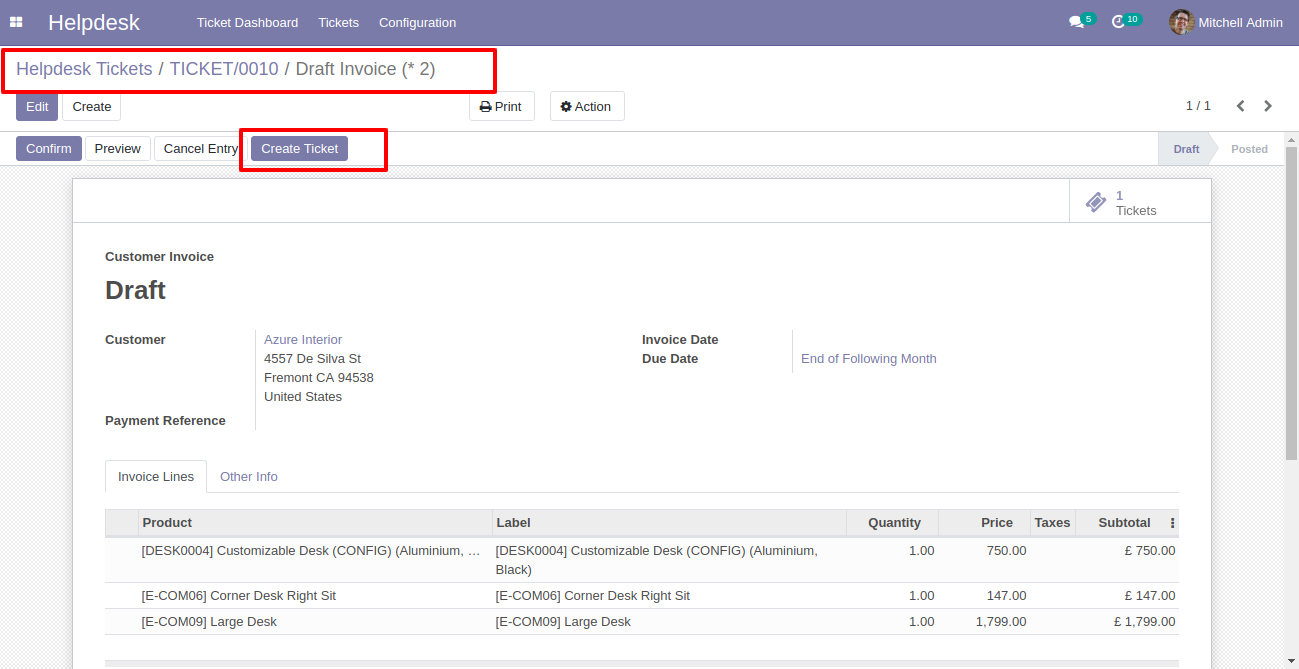 Helpdesk Ticket Dashboard Tickets Configuration 5 10 Mitchell Admin
Helpdesk Tickets / TICKET/0010 / Draft Invoice (* 2)
Edit Create Print Action 1 / 1
Confirm Preview Cancel Entry Create Ticket Draft Posted
1
Tickets
Customer Invoice
Draft
Customer Azure Interior Invoice Date
4557 De Silva St Due Date End of Following Month
Fremont CA 94538
United States
Payment Reference
Invoice Lines Other Info
Product Label Quantity Price Taxes Subtotal
[DESK0004] Customizable Desk (CONFIG) (Aluminium, ... [DESK0004] Customizable Desk (CONFIG) (Aluminium, 1.00 750.00 £ 750.00
Black)
[E-COM06] Corner Desk Right Sit [E-COM06] Corner Desk Right Sit 1.00 147.00 £ 147.00
[E-COM09] Large Desk [E-COM09] Large Desk 1.00 1,799.00 £ 1,799.00